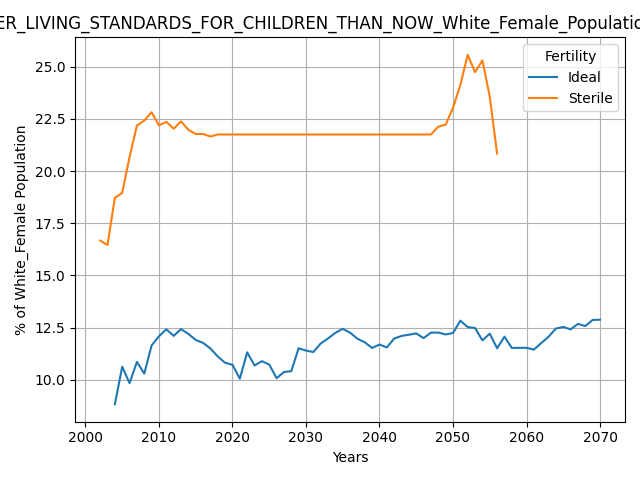 ER_LIVING_STANDARDS_FOR_CHILDREN_THAN_NOW_White_Female_Populatio
Fertility
Ideal
Sterile
% of White_Female Population
25.0
22.5
20.0
17.5
15.0
12.5
10.0
2000 2010 2020 2030 2040 2050 2060 2070
Years